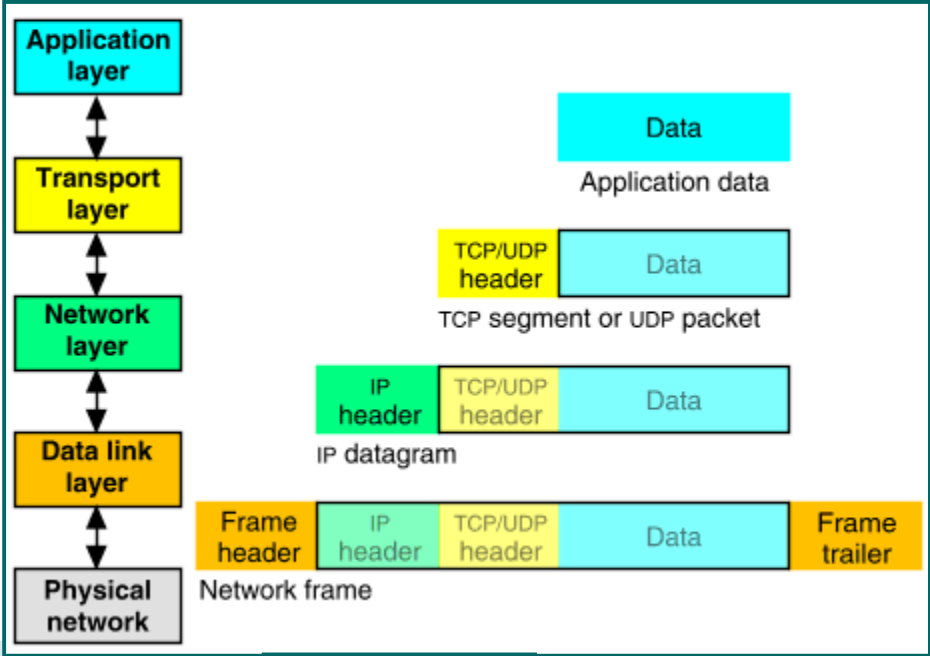 Application
layer
Data
Application data
Transport
layer
TCP/UDP
header
Data
TCP segment or UDP packet
Network
layer
IP
header
TCP/UDP
header
Data
IP datagram
Data link
layer
Frame
header
IP
header
TCP/UDP
header
Data
Frame
trailer
Network frame
Physical
network